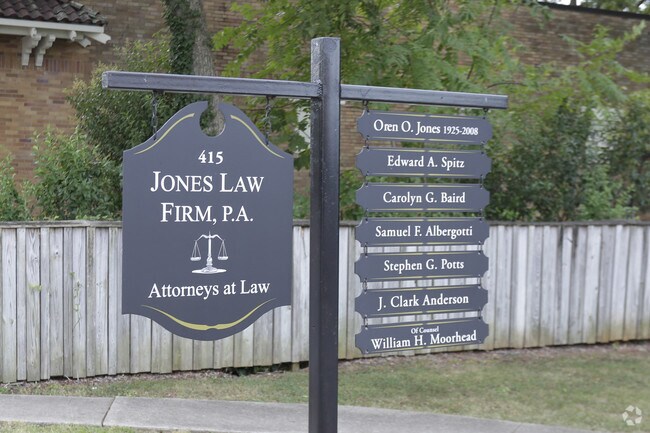 415
JONES LAW
FIRM, P.A.
Attorneys at Law
Oren O. Jones 1925-2008
Edward A. Spitz
Carolyn G. Baird
Samuel F. Albergotti
Stephen G. Potts
J. Clark Anderson
Of Counsel
William H. Moorhead